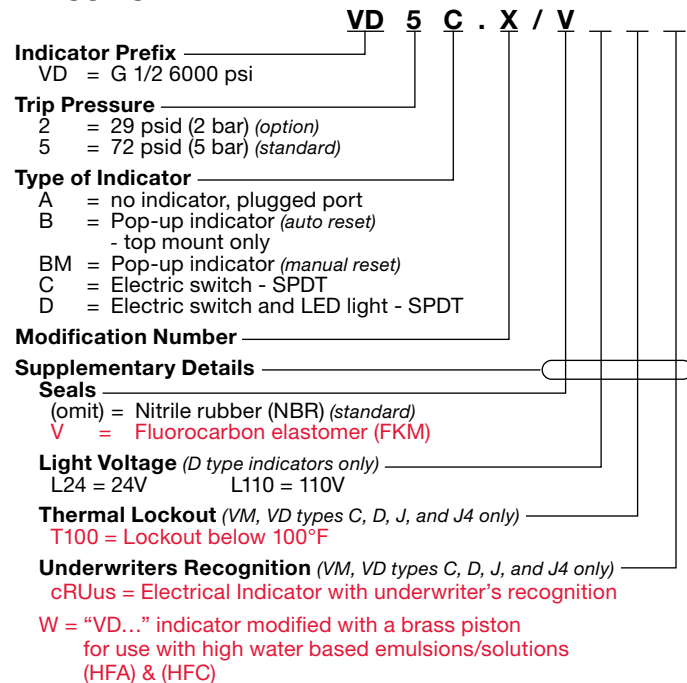 VD 5 C . X / V
Indicator Prefix
VD = G 1/2 6000 psi
Trip Pressure
2 = 29 psid (2 bar) (option)
5 = 72 psid (5 bar) (standard)
Type of Indicator
A = no indicator, plugged port
B = Pop-up indicator (auto reset)
- top mount only
BM = Pop-up indicator (manual reset)
C = Electric switch - SPDT
D = Electric switch and LED light - SPDT
Modification Number
Supplementary Details
Seals
(omit) = Nitrile rubber (NBR) (standard)
V = Fluorocarbon elastomer (FKM)
Light Voltage (D type indicators only)
L24 = 24V L110 = 110V
Thermal Lockout (VM, VD types C, D, J, and J4 only)
T100 = Lockout below 100°F
Underwriters Recognition (VM, VD types C, D, J, and J4 only)
cRUus = Electrical Indicator with underwriter's recognition
W = “VD…” indicator modified with a brass piston
for use with high water based emulsions/solutions
(HFA) & (HFC)